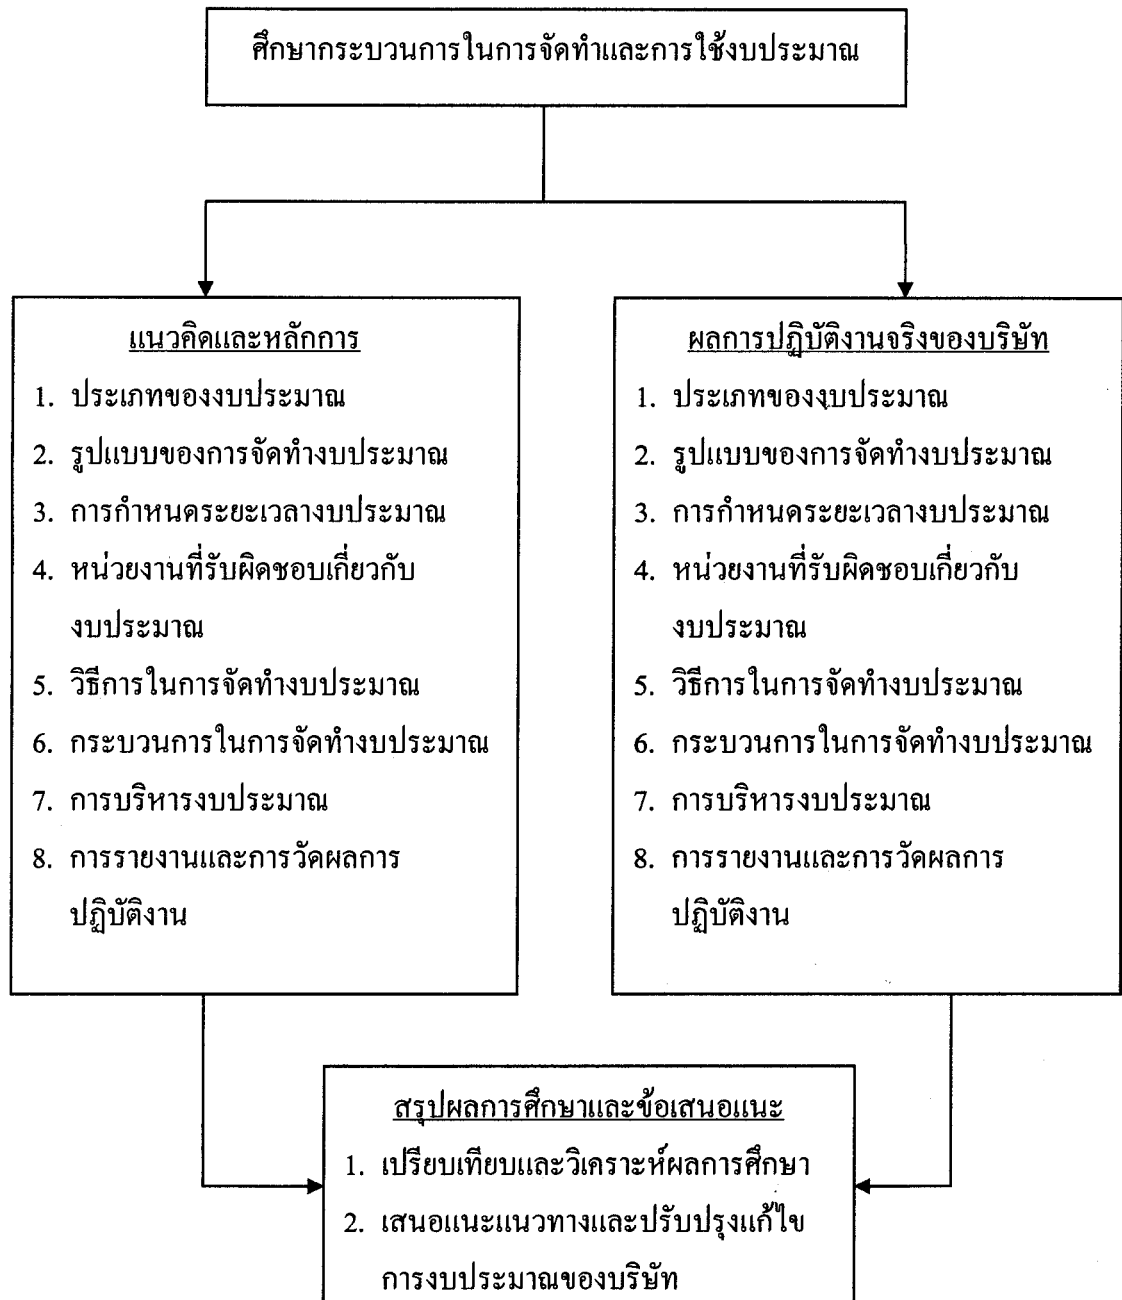 ศึกษากระบวนการในการจัดทำและการใช้งบประมาณ
แนวคิดและหลักการ
1. ประเภทของงบประมาณ
2. รูปแบบของการจัดทำงบประมาณ
3. การกำหนดระยะเวลางบประมาณ
4. หน่วยงานที่รับผิดชอบเกี่ยวกับ
งบประมาณ
5. วิธีการในการจัดทำงบประมาณ
6. กระบวนการในการจัดทำงบประมาณ
7. การบริหารงบประมาณ
8. การรายงานและการวัดผลการ
ปฏิบัติงาน
ผลการปฏิบัติงานจริงของบริษัท
1. ประเภทของงบประมาณ
2. รูปแบบของการจัดทำงบประมาณ
3. การกำหนดระยะเวลางบประมาณ
4. หน่วยงานที่รับผิดชอบเกี่ยวกับ
งบประมาณ
5. วิธีการในการจัดทำงบประมาณ
6. กระบวนการในการจัดทำงบประมาณ
7. การบริหารงบประมาณ
8. การรายงานและการวัดผลการ
ปฏิบัติงาน
สรุปผลการศึกษาและข้อเสนอแนะ
1. เปรียบเทียบและวิเคราะห์ผลการศึกษา
2. เสนอแนะแนวทางและปรับปรุงแก้ไข
การงบประมาณของบริษัท